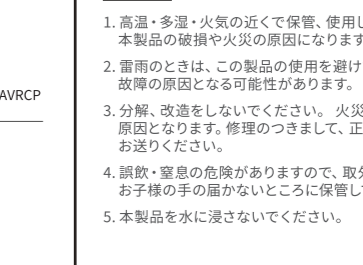 AVRCP
1. 高温・多湿・火気の近くで保管、使用し
本製品の破損や火災の原因になります
2. 雷雨のときは、この製品の使用を避け
故障の原因となる可能性があります。
3. 分解、改造をしないでください。 火災
原因となります。修理のつきまして、正
お送りください。
4. 誤飲・窒息の危険がありますので、取
お子様の手の届かないところに保管して
5. 本製品を水に浸さないでください。